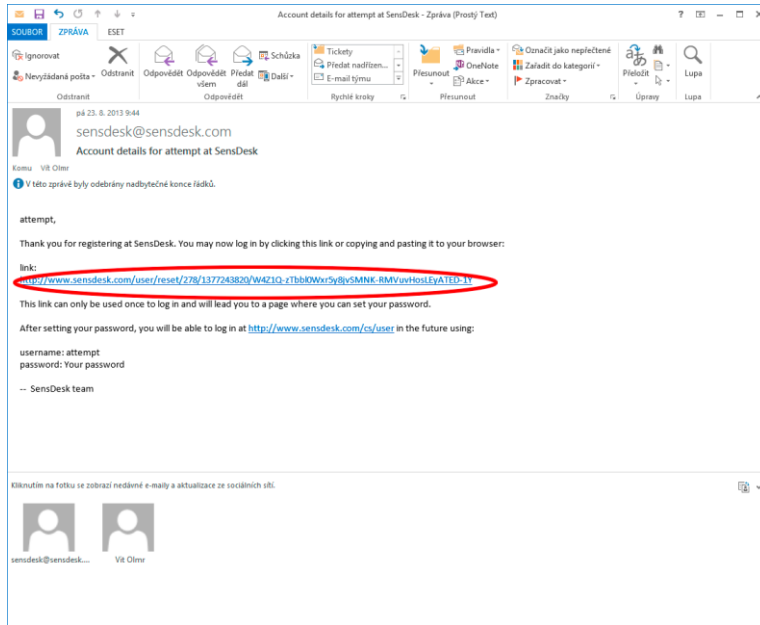 Account details for attempt at SensDesk - Zpráva (Prostý Text)
SOUBOR ZPRÁVA ESET
Ignorovat
Nevyžádaná pošta
Odstranit
Odpovědět Odpovědět všem Předat dál
Schůzka
Další
Tickety
Předat nadřízen...
E-mail týmu
Přesunout
Pravidla
OneNote
Akce
Označit jako nepřečtené
Zařadit do kategorií
Zpracovat
Přeložit
Lupa
Odstranit Odpovědět Rychlé kroky Přesunout Značky Úpravy Lupa
pá 23. 8. 2013 9:44
sensdesk@sensdesk.com
Account details for attempt at SensDesk
Komu Vít Olmr
V této zprávě byly odebrány nadbytečné konce řádků.
attempt,
Thank you for registering at SensDesk. You may now log in by clicking this link or copying and pasting it to your browser:
link:
http://www.sensdesk.com/user/reset/278/1377243820/W4Z1Q-zTbbl0Wxr5y8jv5MNK-RMVuvHosLEyATED-1Y
This link can only be used once to log in and will lead you to a page where you can set your password.
After setting your password, you will be able to log in at http://www.sensdesk.com/cs/user in the future using:
username: attempt
password: Your password
-- SensDesk team
Kliknutím na fotku se zobrazí nedávné e-maily a aktualizace ze sociálních sítí.
sensdesk@sensdesk.... Vít Olmr